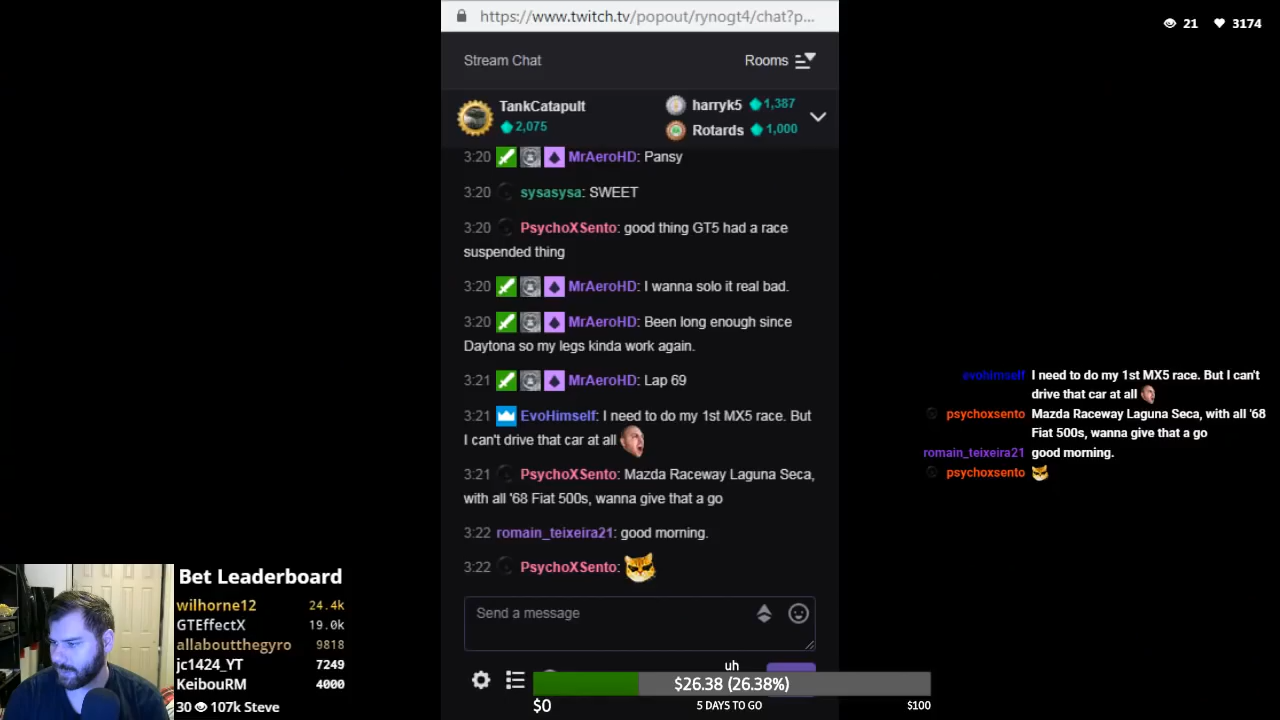 https://www.twitch.tv/popout/rynogt4/chat?p...
21 3174
Stream Chat
Rooms
TankCatapult
2,075
harryk5 1,387
Rotards 1,000
3:20 MrAeroHD: Pansy
3:20 sysasysa: SWEET
3:20 PsychoXSento: good thing GT5 had a race
suspended thing
3:20 MrAeroHD: I wanna solo it real bad.
3:20 MrAeroHD: Been long enough since
Daytona so my legs kinda work again.
3:21 MrAeroHD: Lap 69
3:21 EvoHimself: I need to do my 1st MX5 race. But
I can't drive that car at all
3:21 PsychoXSento: Mazda Raceway Laguna Seca,
with all '68 Fiat 500s, wanna give that a go
3:22 romain_teixeira21: good morning.
3:22 PsychoXSento:
Send a message
evohimself I need to do my 1st MX5 race. But I can't
drive that car at all
psychoxsento Mazda Raceway Laguna Seca, with all '68
Fiat 500s, wanna give that a go
romain_teixeira21 good morning.
psychoxsento
Bet Leaderboard
wilhorne12 24.4k
GTEffectX 19.0k
allaboutthegyro 9818
jc1424_YT 7249
KeibouRM 4000
30 107k Steve
uh
$26.38 (26.38%)
$0
5 DAYS TO GO
$100